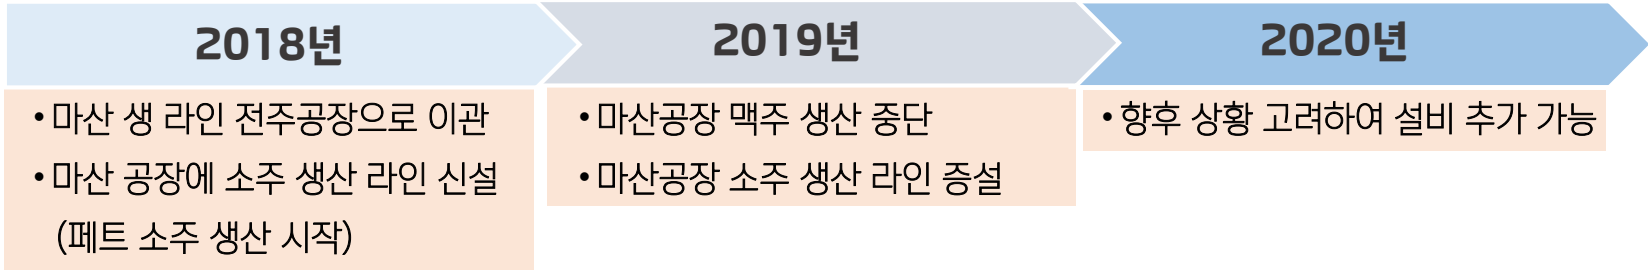 2018년
• 마산 생 라인 전주공장으로 이관
• 마산 공장에 소주 생산 라인 신설
(페트 소주 생산 시작)
2019년
• 마산공장 맥주 생산 중단
• 마산공장 소주 생산 라인 증설
2020년
• 향후 상황 고려하여 설비 추가 가능